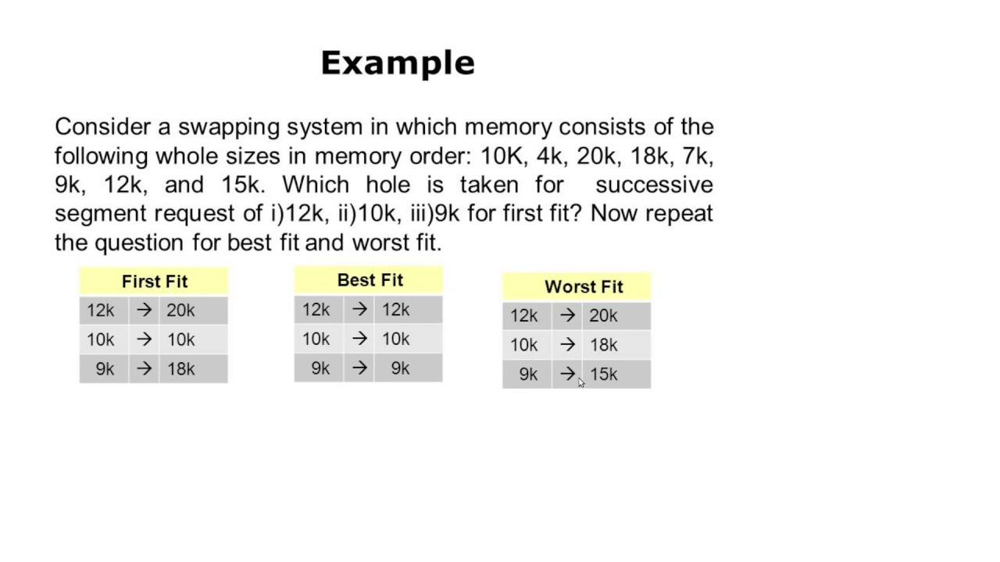 Example
Consider a swapping system in which memory consists of the
following whole sizes in memory order: 10K, 4k, 20k, 18k, 7k,
9k, 12k, and 15k. Which hole is taken for successive
segment request of i)12k, ii)10k, iii)9k for first fit? Now repeat
the question for best fit and worst fit.
First Fit
12k → 20k
10k → 10k
9k → 18k
Best Fit
12k → 12k
10k → 10k
9k → 9k
Worst Fit
12k → 20k
10k → 18k
9k → 15k